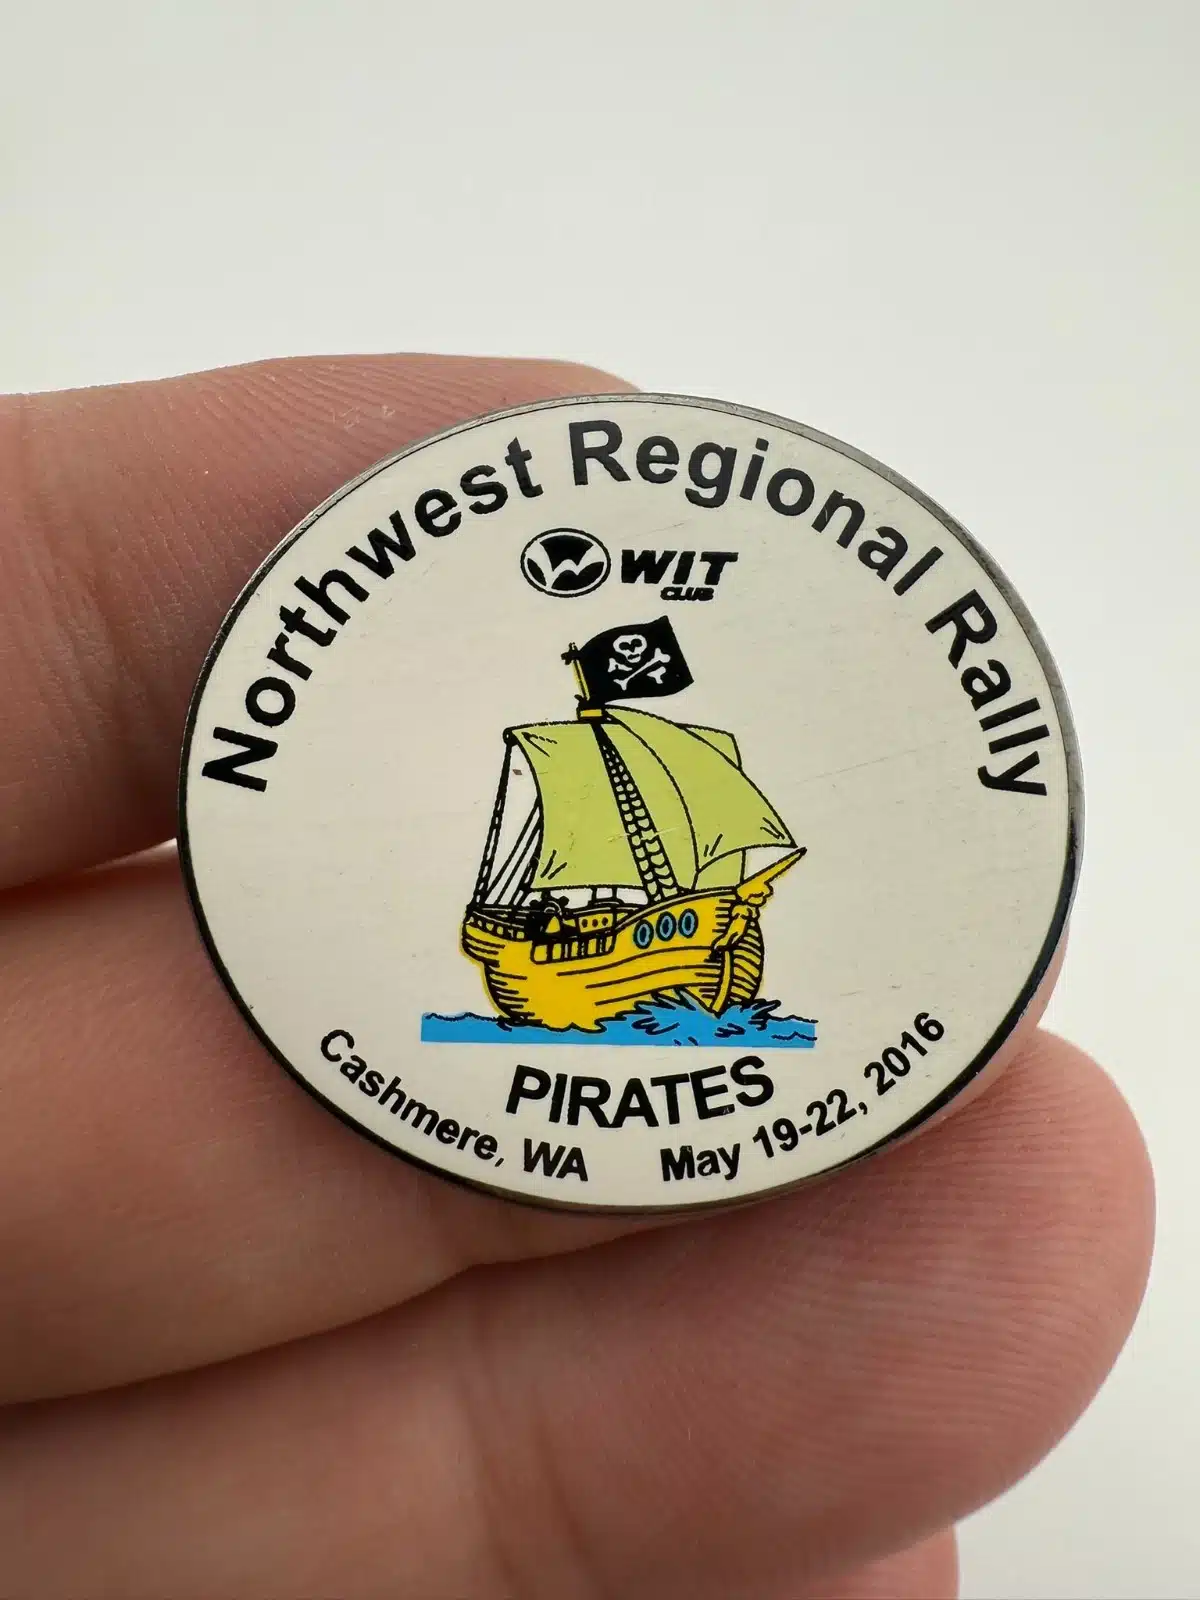 Northwest Regional Rally
WIT
CLUB
PIRATES
Cashmere, WA
May 19-22, 2016